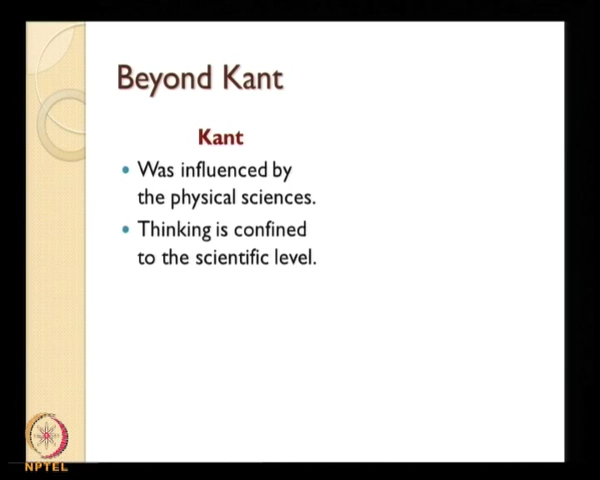 Beyond Kant
Kant
• Was influenced by
the physical sciences.
• Thinking is confined
to the scientific level.
NPTEL